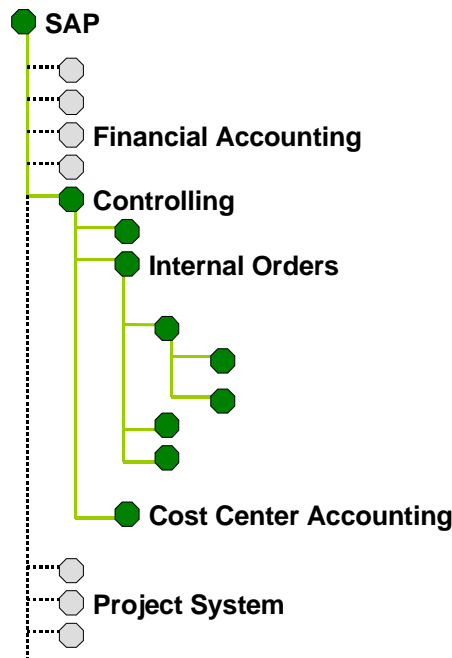 SAP
Financial Accounting
Controlling
Internal Orders
Cost Center Accounting
Project System